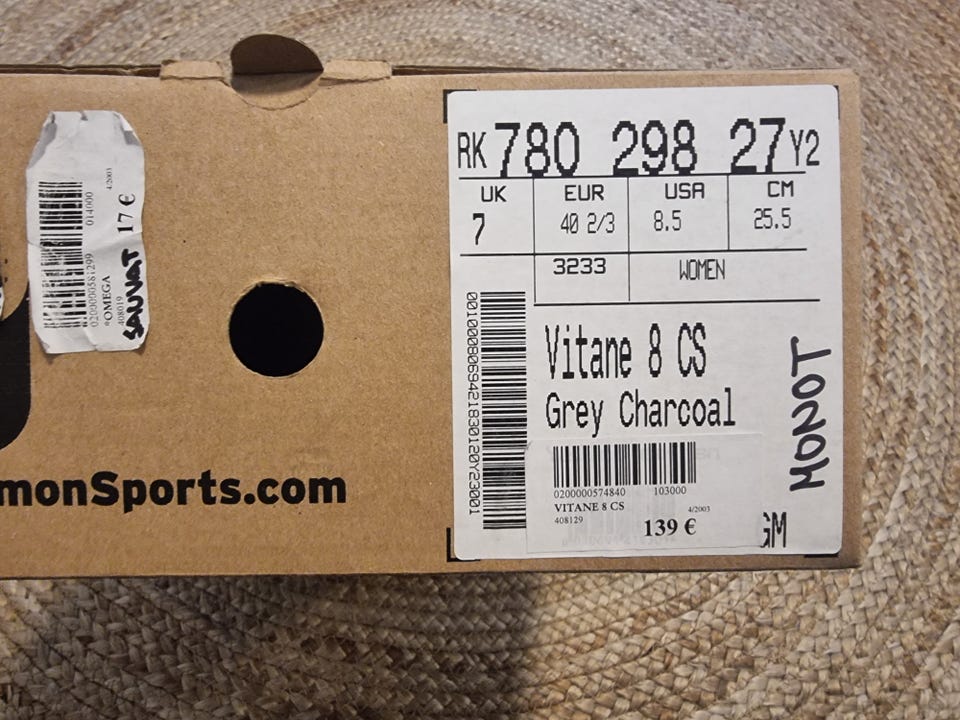 RK 780 298 27 Y2
UK EUR USA CM
7 40 2/3 8.5 25.5
3233 WOMEN
Vitane 8 CS
Grey Charcoal
0200000574840 103000
VITANE 8 CS 4/2003
408129 139 €
GM
MONOT
0010008069421830120Y23001
4/2003
0200000581299 014000
*OMEGA 17 €
408019
SAUVAT
monSports.com